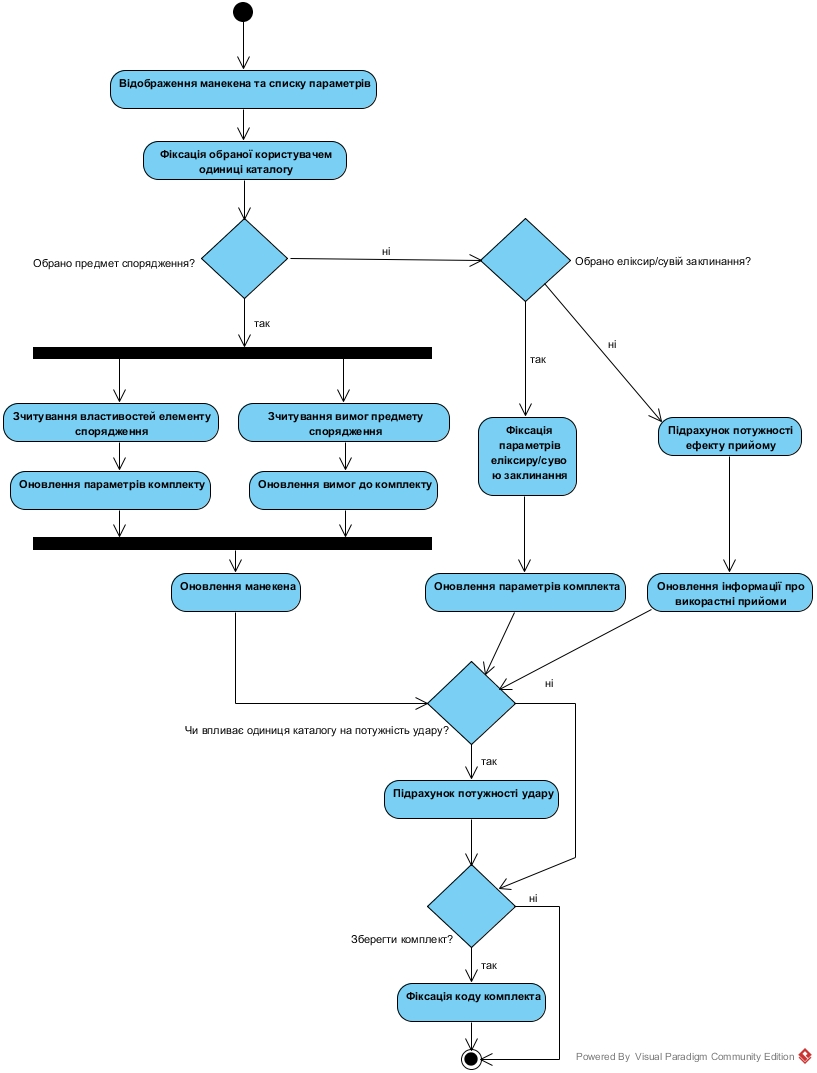 Відображення манекена та списку параметрів
Фіксація обраної користувачем
одиниці каталогу
Обрано предмет спорядження?
ні
Обрано еліксир/сувій заклинання?
так
ні
так
Зчитування властивостей елементу
спорядження
Зчитування вимог предмету
спорядження
Фіксація
параметрів
еліксиру/суво
ю заклинання
Підрахунок потужності
ефекту прийому
Оновлення параметрів комплекту
Оновлення вимог до комплекту
Оновлення манекена
Оновлення параметрів комплекта
Оновлення інформації про
викорастні прийоми
ні
Чи впливає одиниця каталогу на потужність удару?
так
Підрахунок потужності удару
ні
Зберегти комплект?
так
Фіксація коду комплекта
Powered By Visual Paradigm Community Edition